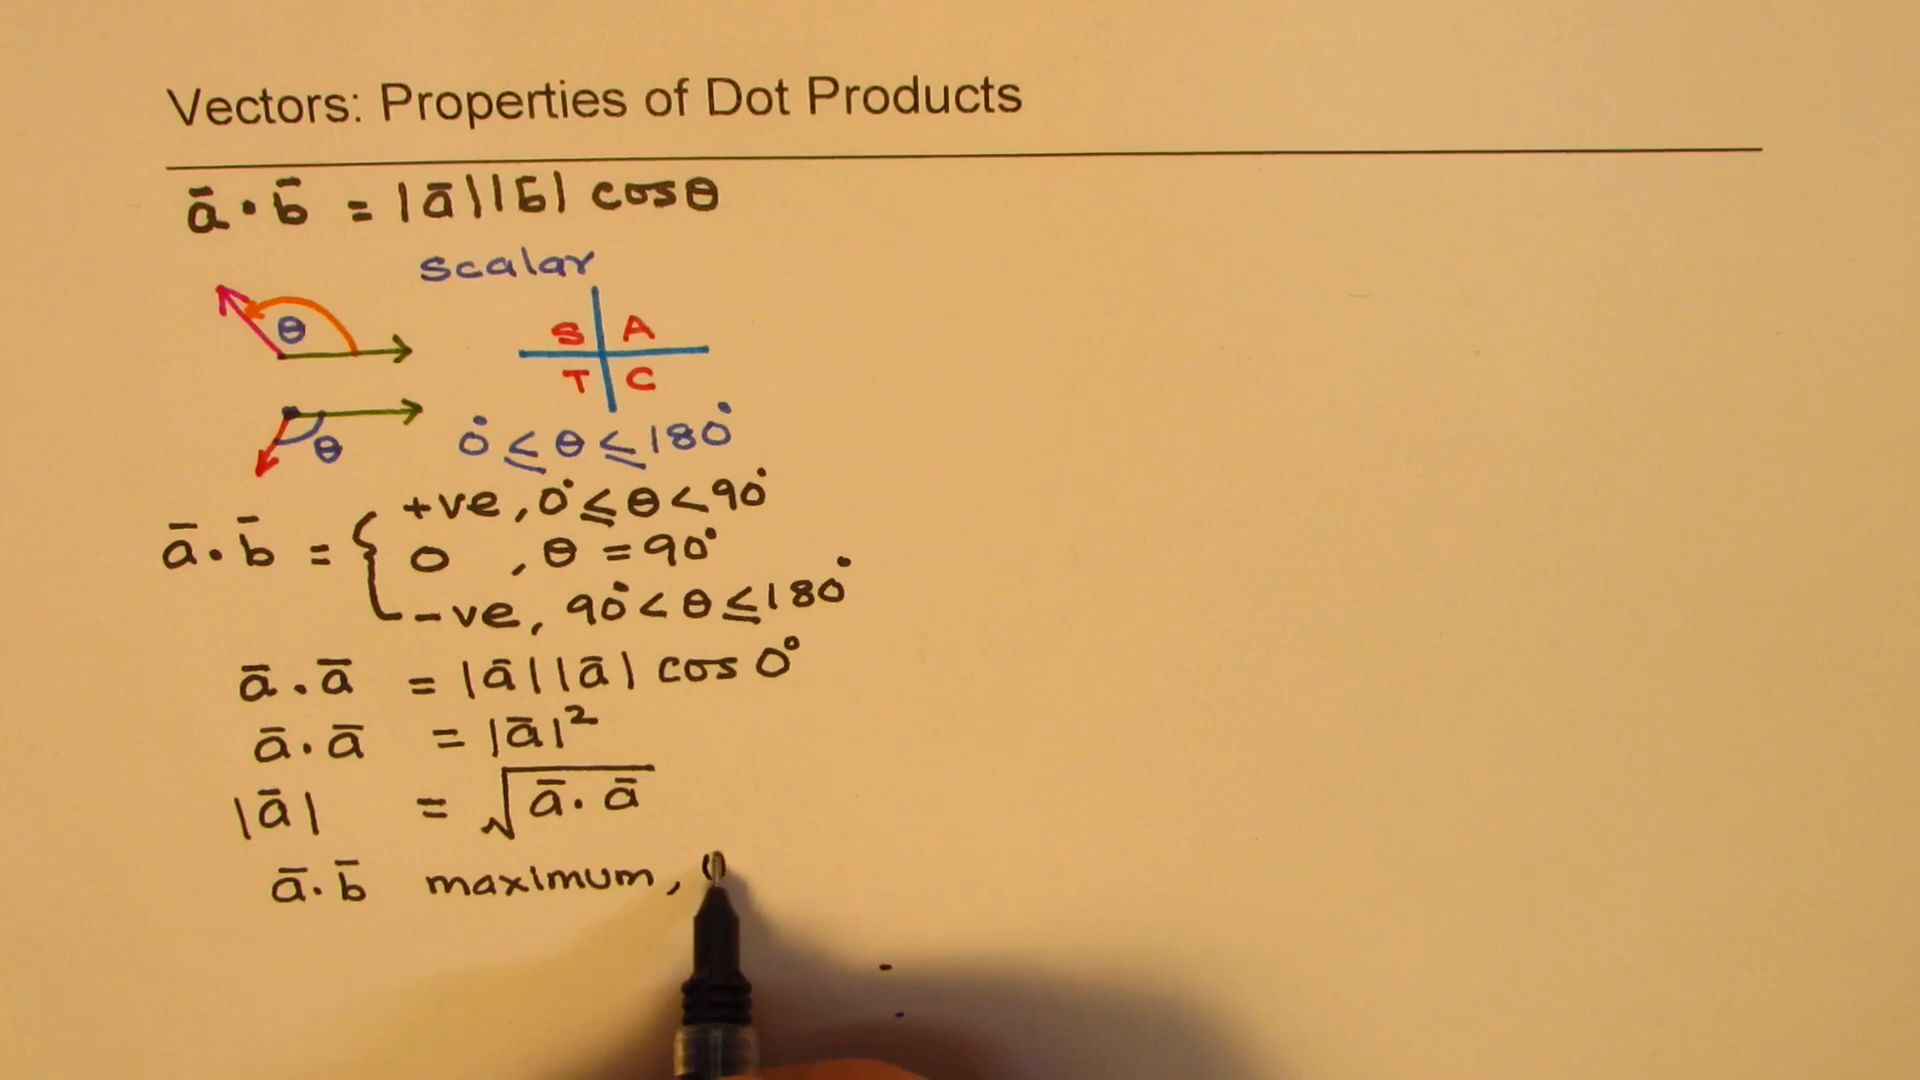 Vectors: Properties of Dot Products
ā · b̄ = |ā||b̄| cosθ
scalar
θ
S A
T C
θ
0° ≤ θ ≤ 180°
ā · b̄ = { +ve, 0° ≤ θ < 90°
0 , θ = 90°
-ve, 90° < θ ≤ 180°
ā · ā = |ā||ā| cos 0°
ā · ā = |ā|²
|ā| = √ā · ā
ā · b̄ maximum,